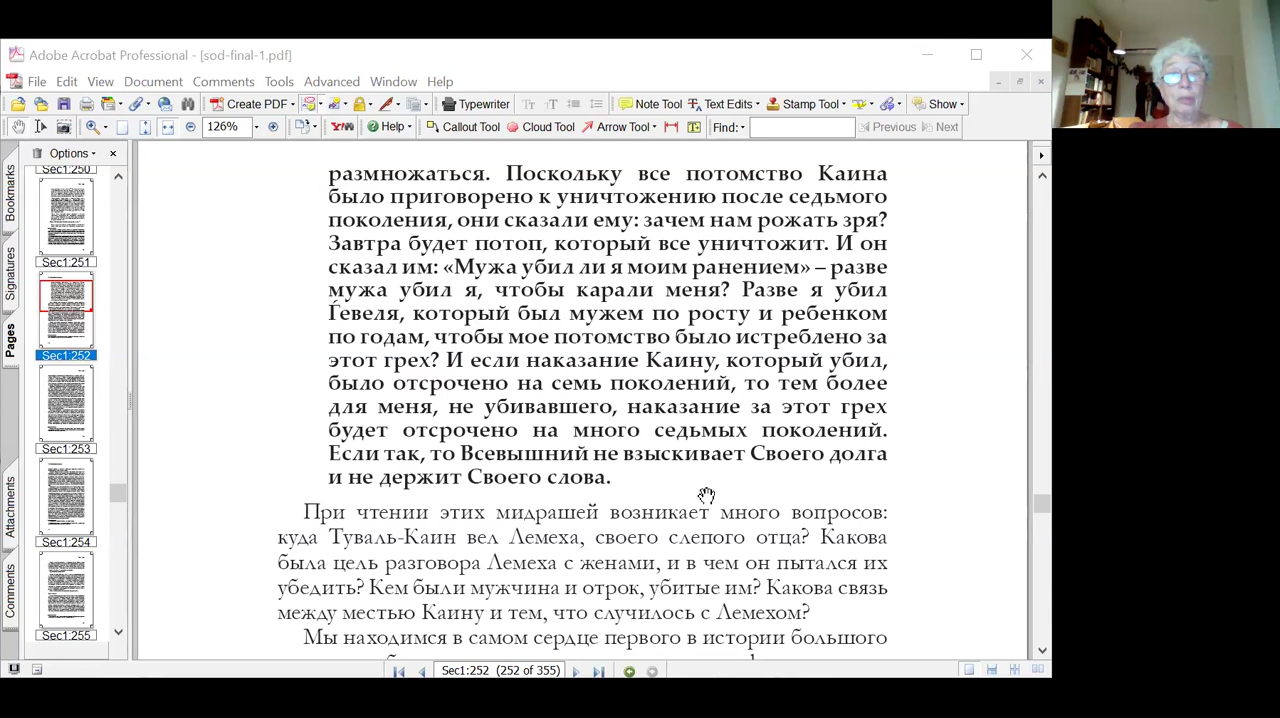 Adobe Acrobat Professional - [sod-final-1.pdf]
File Edit View Document Comments Tools Advanced Window Help
Create PDF Typewriter Note Tool Text Edits Stamp Tool Show
126% Help Callout Tool Cloud Tool Arrow Tool Find: Previous Next
Options
Bookmarks
Signatures
Pages
Attachments
Comments
Sec1:250
Sec1:251
Sec1:252
Sec1:253
Sec1:254
Sec1:255
размножаться. Поскольку все потомство Каина
было приговорено к уничтожению после седьмого
поколения, они сказали ему: зачем нам рожать зря?
Завтра будет потоп, который все уничтожит. И он
сказал им: «Мужа убил ли я моим ранением» – разве
мужа убил я, чтобы карали меня? Разве я убил
Ѓевеля, который был мужем по росту и ребенком
по годам, чтобы мое потомство было истреблено за
этот грех? И если наказание Каину, который убил,
было отсрочено на семь поколений, то тем более
для меня, не убивавшего, наказание за этот грех
будет отсрочено на много седьмых поколений.
Если так, то Всевышний не взыскивает Своего долга
и не держит Своего слова.
При чтении этих мидрашей возникает много вопросов:
куда Туваль-Каин вел Лемеха, своего слепого отца? Какова
была цель разговора Лемеха с женами, и в чем он пытался их
убедить? Кем были мужчина и отрок, убитые им? Какова связь
между местью Каину и тем, что случилось с Лемехом?
Мы находимся в самом сердце первого в истории большого
Sec1:252 (252 of 355)